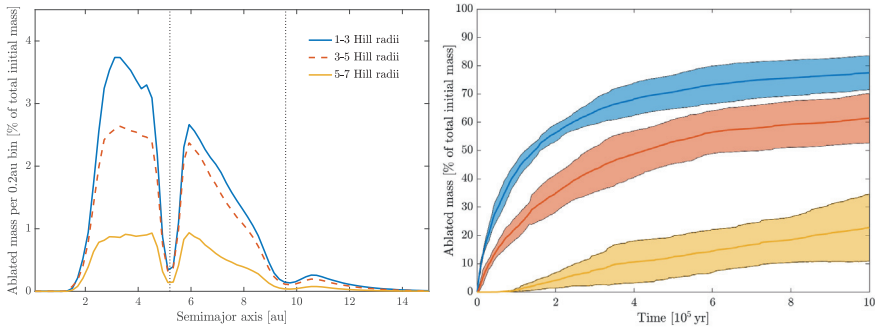 Ablated mass per 0.2au bin [% of total initial mass]
4
3
2
1
0
1-3 Hill radii
3-5 Hill radii
5-7 Hill radii
2 4 6 8 10 12 14
Semimajor axis [au]
Ablated mass [% of total initial mass]
100
90
80
70
60
50
40
30
20
10
0
0 2 4 6 8 10
Time [10⁵ yr]